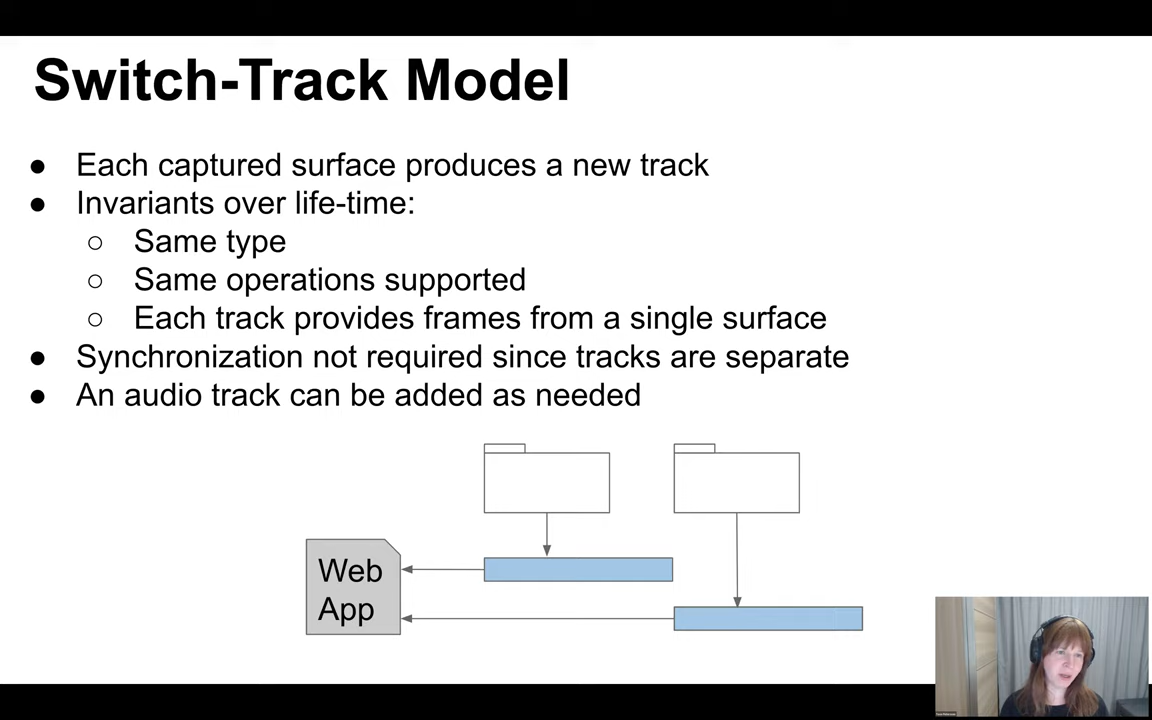 Switch-Track Model
● Each captured surface produces a new track
● Invariants over life-time:
○ Same type
○ Same operations supported
○ Each track provides frames from a single surface
● Synchronization not required since tracks are separate
● An audio track can be added as needed
Web
App